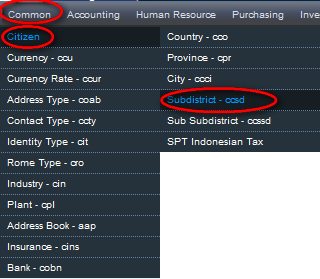 Common Accounting Human Resource Purchasing Inve
Citizen
Currency - ccu
Currency Rate - ccur
Address Type - coab
Contact Type - ccty
Identity Type - cit
Rome Type - cro
Industry - cin
Plant - cpl
Address Book - aap
Insurance - cins
Bank - cobn
Country - cco
Province - cpr
City - ccci
Subdistrict - ccsd
Sub Subdistrict - ccssd
SPT Indonesian Tax